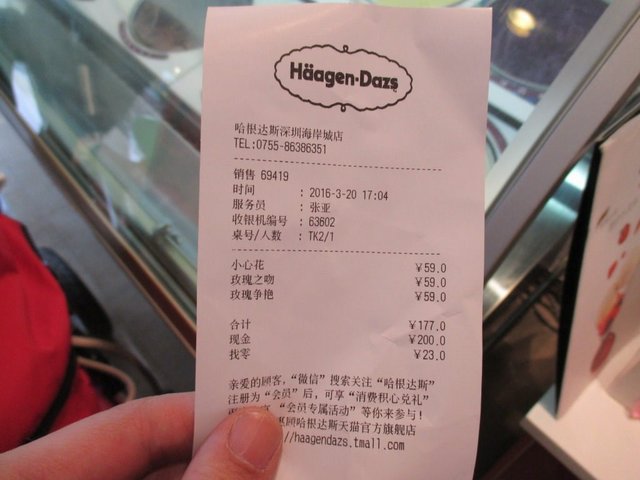 Häagen-Dazs
哈根达斯深圳海岸城店
TEL:0755-86386351
销售 69419
时间 : 2016-3-20 17:04
服务员 : 张亚
收银机编号 : 63602
桌号/人数 : TK2/1
小心花 ¥59.0
玫瑰之吻 ¥59.0
玫瑰争艳 ¥59.0
合计 ¥177.0
现金 ¥200.0
找零 ¥23.0
亲爱的顾客，“微信”搜索关注“哈根达斯”
注册为“会员”后，可享“消费积心兑礼”
“会员专属活动”等你来参与！
顾哈根达斯天猫官方旗舰店
//haagendazs.tmall.com